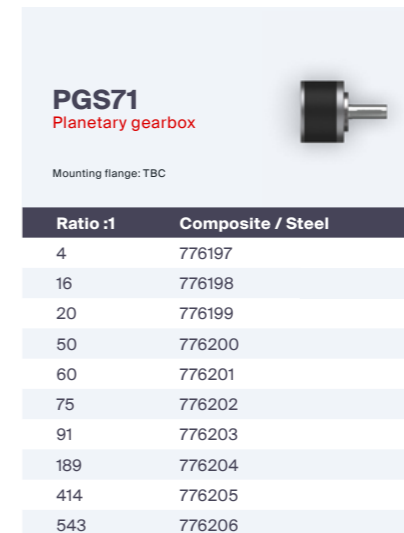 PGS71
Planetary gearbox
Mounting flange: TBC
Ratio :1 Composite / Steel
4 776197
16 776198
20 776199
50 776200
60 776201
75 776202
91 776203
189 776204
414 776205
543 776206